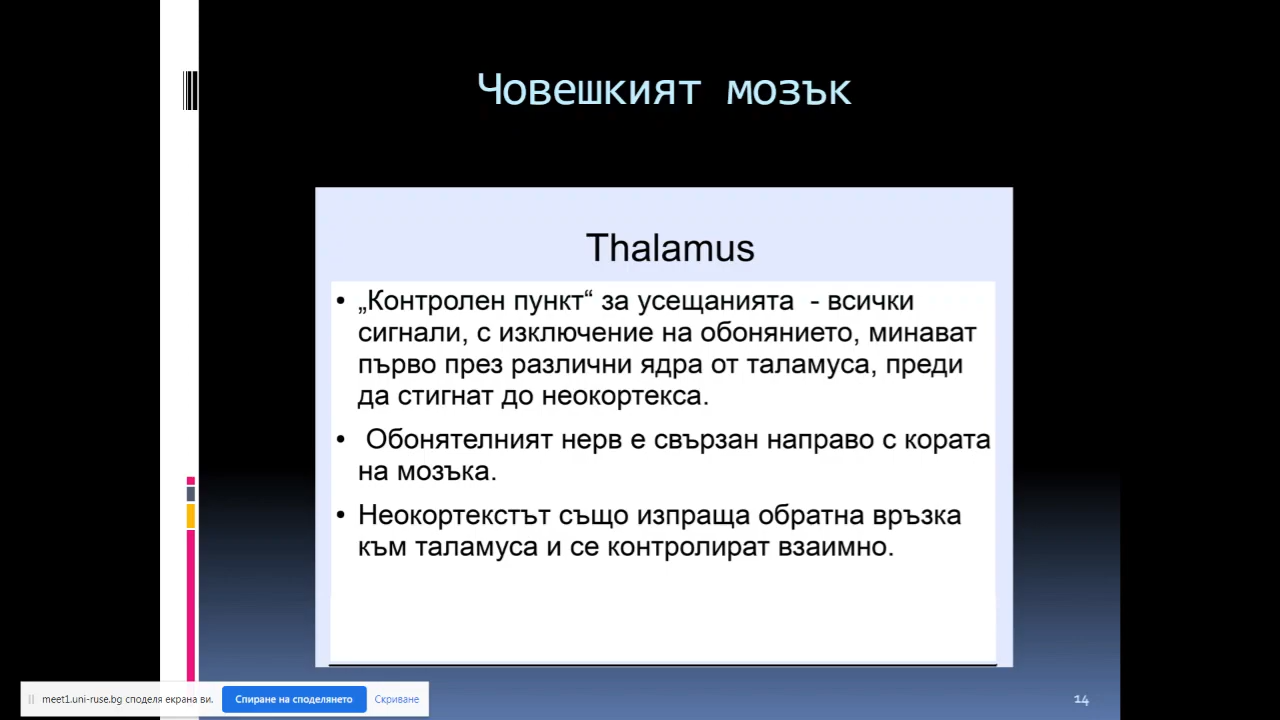 Човешкият мозък
Thalamus
• „Контролен пункт“ за усещанията - всички
сигнали, с изключение на обонянието, минават
първо през различни ядра от таламуса, преди
да стигнат до неокортекса.
• Обонятелният нерв е свързан направо с кората
на мозъка.
• Неокортекстът също изпраща обратна връзка
към таламуса и се контролират взаимно.
meet1.uni-ruse.bg споделя екрана ви. Спиране на споделянето Скриване
14